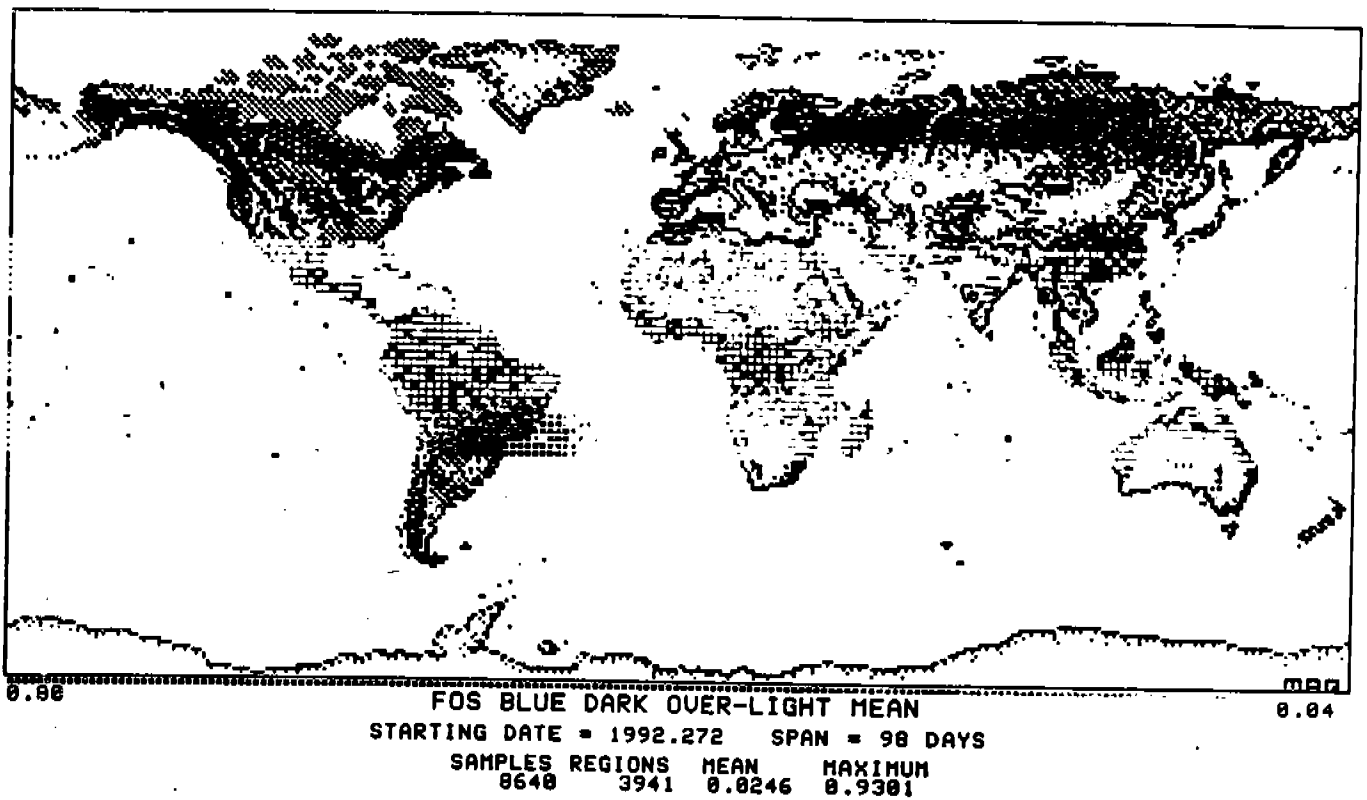 mag
0.00 0.04
FOS BLUE DARK OVER-LIGHT MEAN
STARTING DATE = 1992.272 SPAN = 90 DAYS
SAMPLES REGIONS MEAN MAXIMUM
8640 3941 0.0246 0.9301